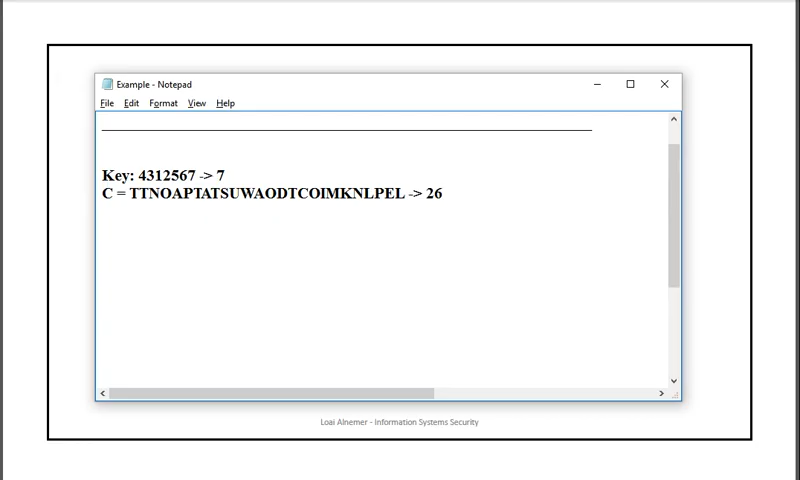 Example - Notepad
File Edit Format View Help
Key: 4312567 -> 7
C = TTNOAPTATSUWAODTCOIMKNLPEL -> 26
Loai Alnemer - Information Systems Security